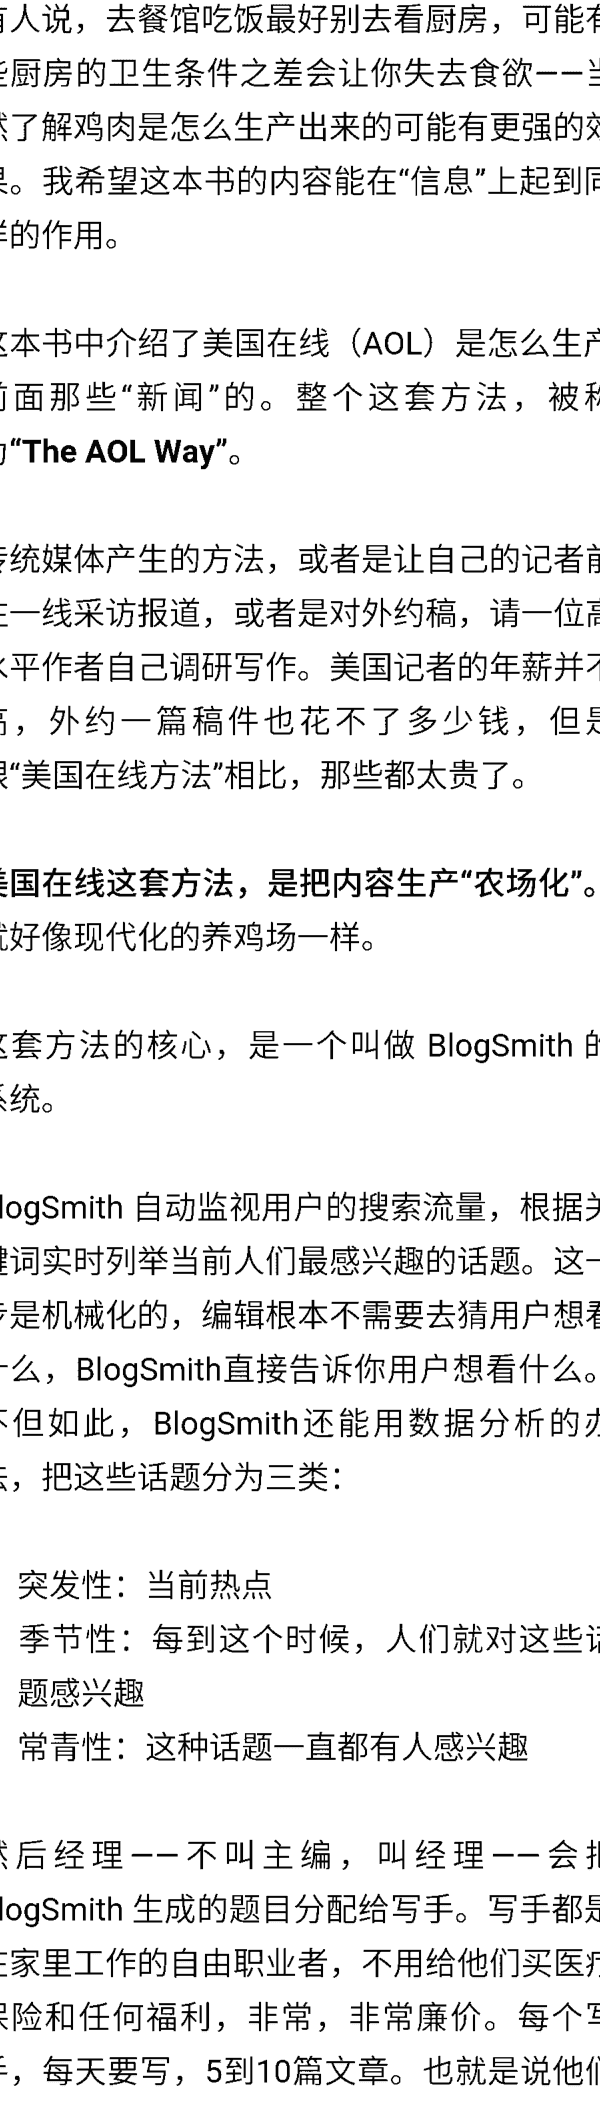 有人说，去餐馆吃饭最好别去看厨房，可能有
些厨房的卫生条件之差会让你失去食欲——当
然了解鸡肉是怎么生产出来的可能有更强的效
果。我希望这本书的内容能在“信息”上起到同
样的作用。
这本书中介绍了美国在线（AOL）是怎么生产
前面那些“新闻”的。整个这套方法，被称
为“The AOL Way”。
传统媒体产生的方法，或者是让自己的记者前
往一线采访报道，或者是对外约稿，请一位高
水平作者自己调研写作。美国记者的年薪并不
高，外约一篇稿件也花不了多少钱，但是
跟“美国在线方法”相比，那些都太贵了。
美国在线这套方法，是把内容生产“农场化”。
就好像现代化的养鸡场一样。
这套方法的核心，是一个叫做 BlogSmith 的
系统。
logSmith 自动监视用户的搜索流量，根据关
键词实时列举当前人们最感兴趣的话题。这一
步是机械化的，编辑根本不需要去猜用户想看
什么，BlogSmith直接告诉你用户想看什么。
不但如此，BlogSmith还能用数据分析的办
法，把这些话题分为三类：
突发性：当前热点
季节性：每到这个时候，人们就对这些话
题感兴趣
常青性：这种话题一直都有人感兴趣
然后经理——不叫主编，叫经理——会把
logSmith 生成的题目分配给写手。写手都是
在家里工作的自由职业者，不用给他们买医疗
保险和任何福利，非常，非常廉价。每个写
手，每天要写，5到10篇文章。也就是说他们